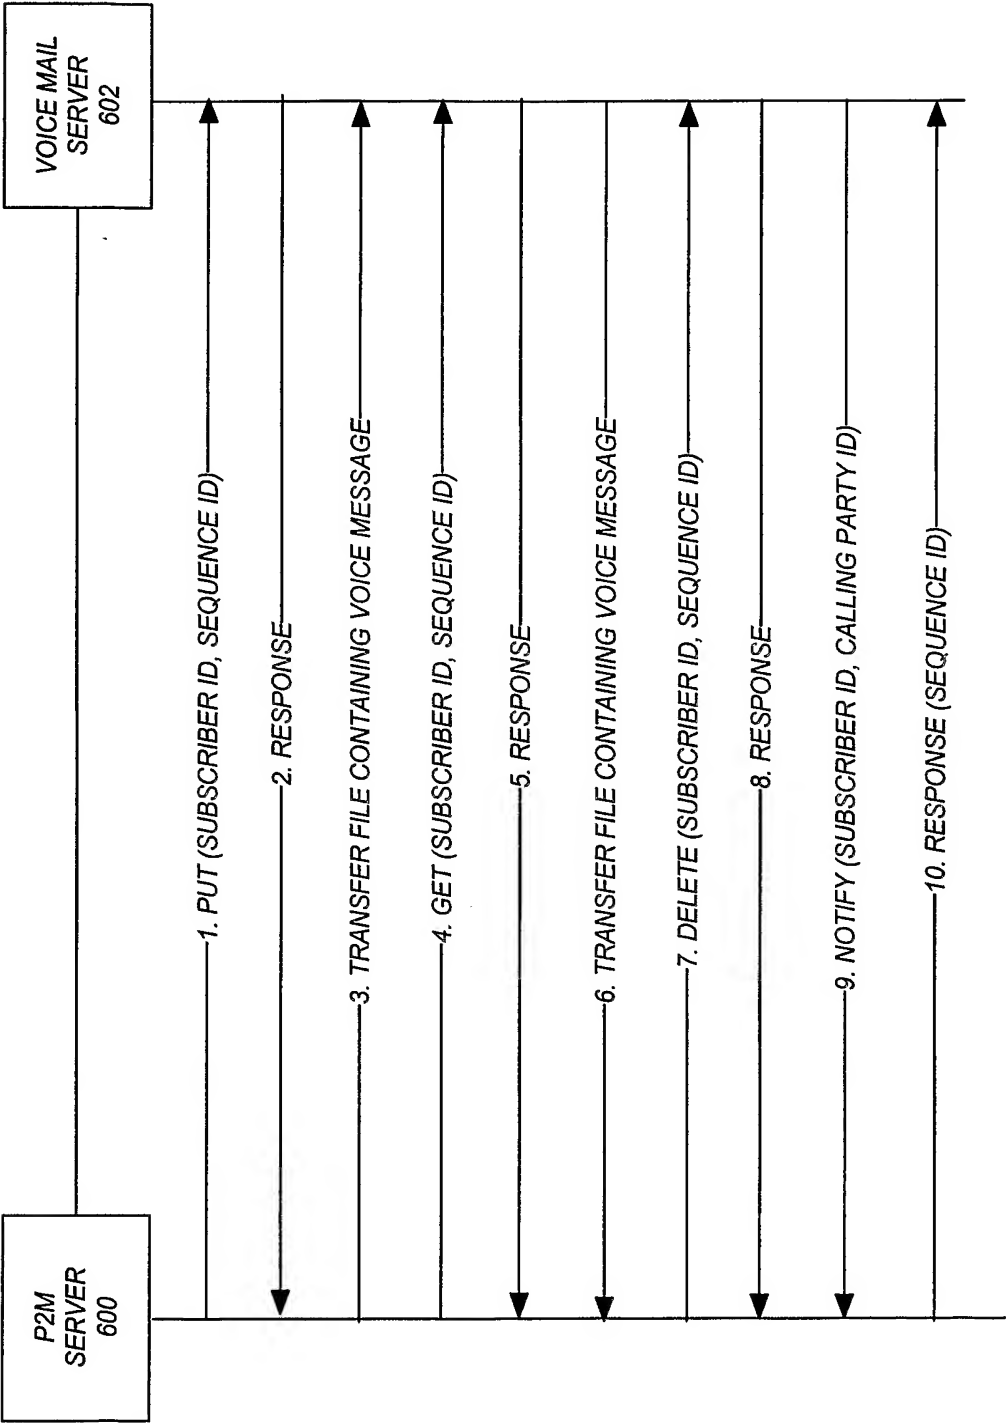 P2M
SERVER
600
VOICE MAIL
SERVER
602
1. PUT (SUBSCRIBER ID, SEQUENCE ID)
2. RESPONSE
3. TRANSFER FILE CONTAINING VOICE MESSAGE
4. GET (SUBSCRIBER ID, SEQUENCE ID)
5. RESPONSE
6. TRANSFER FILE CONTAINING VOICE MESSAGE
7. DELETE (SUBSCRIBER ID, SEQUENCE ID)
8. RESPONSE
9. NOTIFY (SUBSCRIBER ID, CALLING PARTY ID)
10. RESPONSE (SEQUENCE ID)